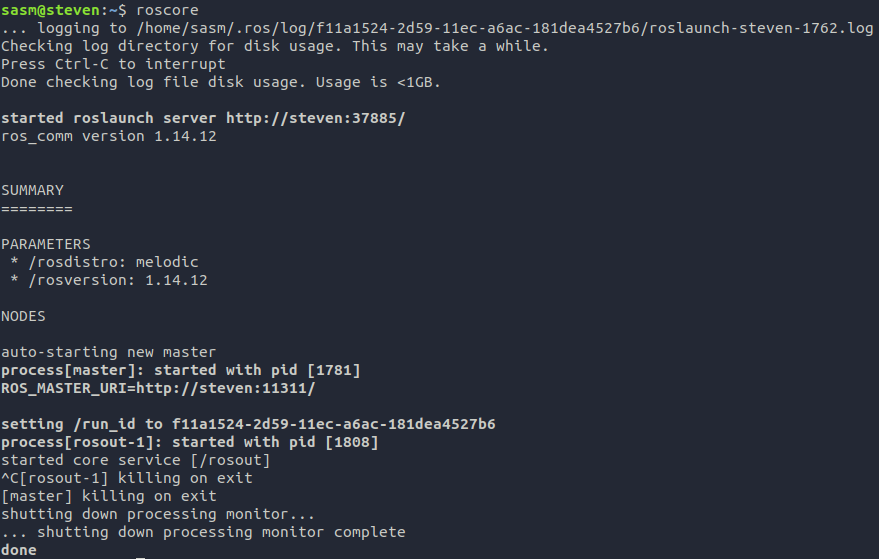 sasm@steven:~$ roscore
... logging to /home/sasm/.ros/log/f11a1524-2d59-11ec-a6ac-181dea4527b6/roslaunch-steven-1762.log
Checking log directory for disk usage. This may take a while.
Press Ctrl-C to interrupt
Done checking log file disk usage. Usage is <1GB.

started roslaunch server http://steven:37885/
ros_comm version 1.14.12


SUMMARY
========

PARAMETERS
 * /rosdistro: melodic
 * /rosversion: 1.14.12

NODES

auto-starting new master
process[master]: started with pid [1781]
ROS_MASTER_URI=http://steven:11311/

setting /run_id to f11a1524-2d59-11ec-a6ac-181dea4527b6
process[rosout-1]: started with pid [1808]
started core service [/rosout]
^C[rosout-1] killing on exit
[master] killing on exit
shutting down processing monitor...
... shutting down processing monitor complete
done